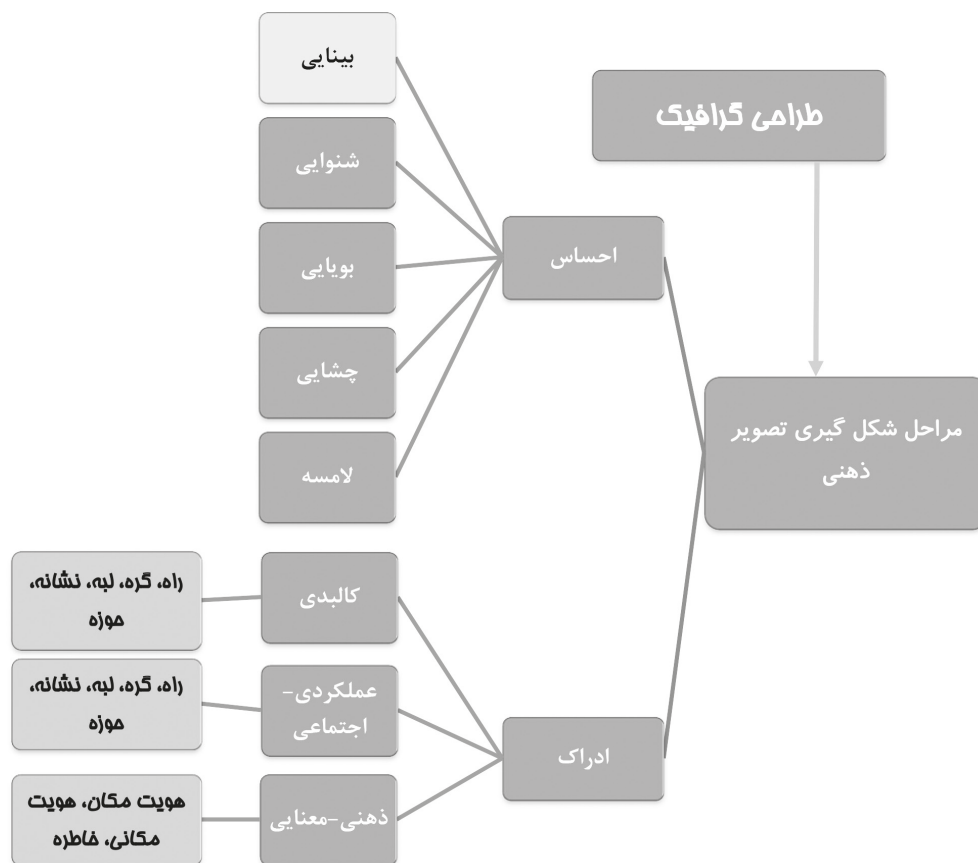 طراحی گرافیک
مراحل شکل گیری تصویر
ذهنی
احساس
بینایی
شنوایی
بویایی
چشایی
لامسه
ادراک
کالبدی
راه، گره، لبه، نشانه،
حوزه
عملکردی-
اجتماعی
راه، گره، لبه، نشانه،
حوزه
ذهنی-معنایی
هویت مکان، هویت
مکانی، خاطره